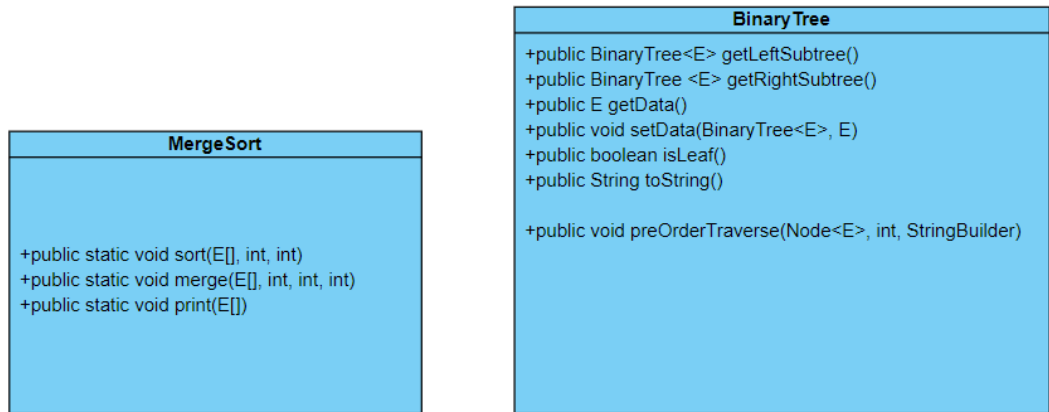 MergeSort
+public static void sort(E[], int, int)
+public static void merge(E[], int, int, int)
+public static void print(E[])
BinaryTree
+public BinaryTree<E> getLeftSubtree()
+public BinaryTree <E> getRightSubtree()
+public E getData()
+public void setData(BinaryTree<E>, E)
+public boolean isLeaf()
+public String toString()
+public void preOrderTraverse(Node<E>, int, StringBuilder)